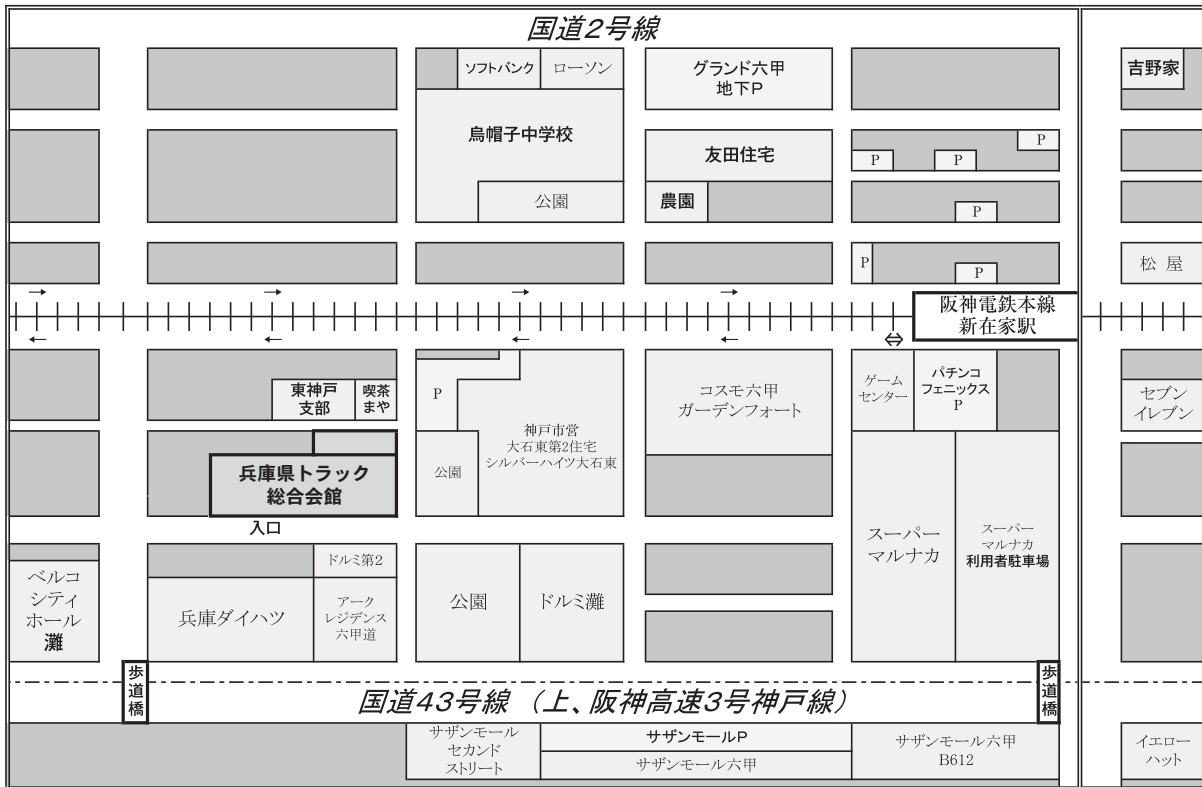 国道2号線
ソフトバンク
ローソン
グランド六甲
地下P
吉野家
烏帽子中学校
友田住宅
P
P
P
公園
農園
P
P
P
松屋
→
→
→
→
阪神電鉄本線
新在家駅
←
←
←
←
⇔
東神戸
支部
喫茶
まや
P
コスモ六甲
ガーデンフォート
ゲーム
センター
パチンコ
フェニックス
P
セブン
イレブン
神戸市営
大石東第2住宅
シルバーハイツ大石東
公園
兵庫県トラック
総合会館
入口
スーパー
マルナカ
スーパー
マルナカ
利用者駐車場
ベルコ
シティ
ホール
灘
ドルミ第2
兵庫ダイハツ
アーク
レジデンス
六甲道
公園
ドルミ灘
歩道橋
国道43号線（上、阪神高速3号神戸線）
歩道橋
サザンモール
セカンド
ストリート
サザンモールP
サザンモール六甲
サザンモール六甲
B612
イエロー
ハット